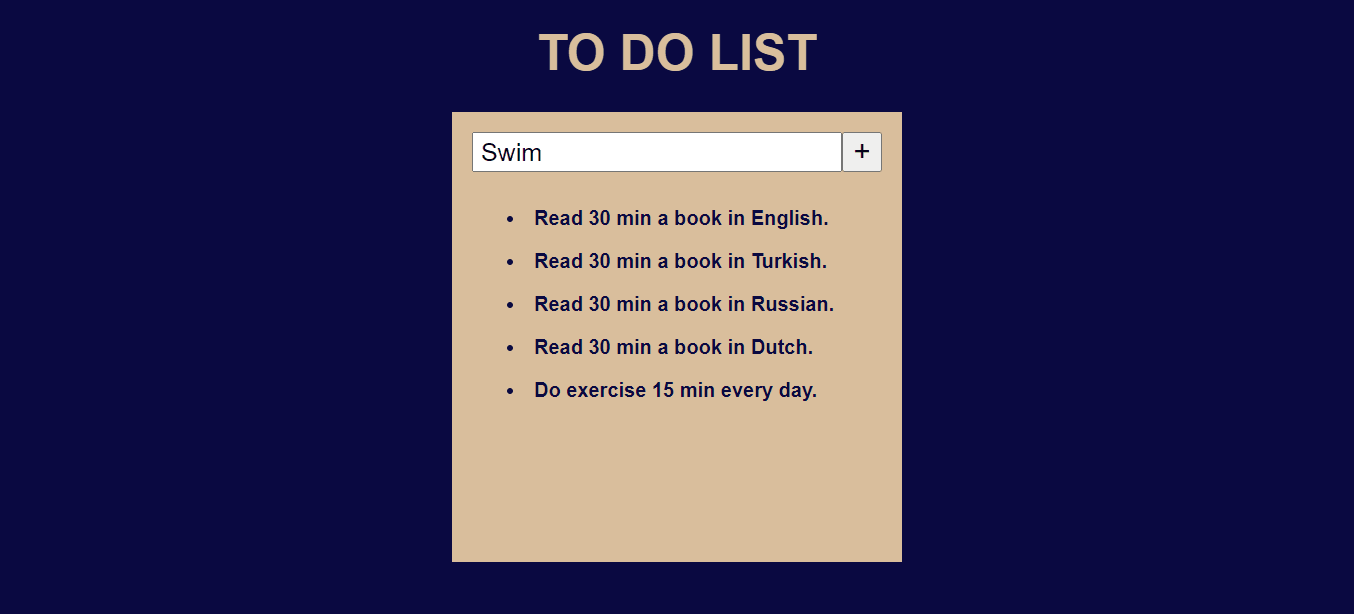 TO DO LIST
Swim +
• Read 30 min a book in English.
• Read 30 min a book in Turkish.
• Read 30 min a book in Russian.
• Read 30 min a book in Dutch.
• Do exercise 15 min every day.